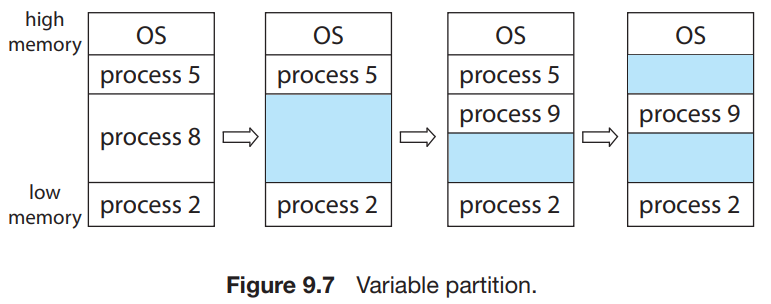 high
memory
OS
process 5
process 8
process 2
low
memory
OS
process 5
process 2
OS
process 5
process 9
process 2
OS
process 9
process 2
Figure 9.7 Variable partition.